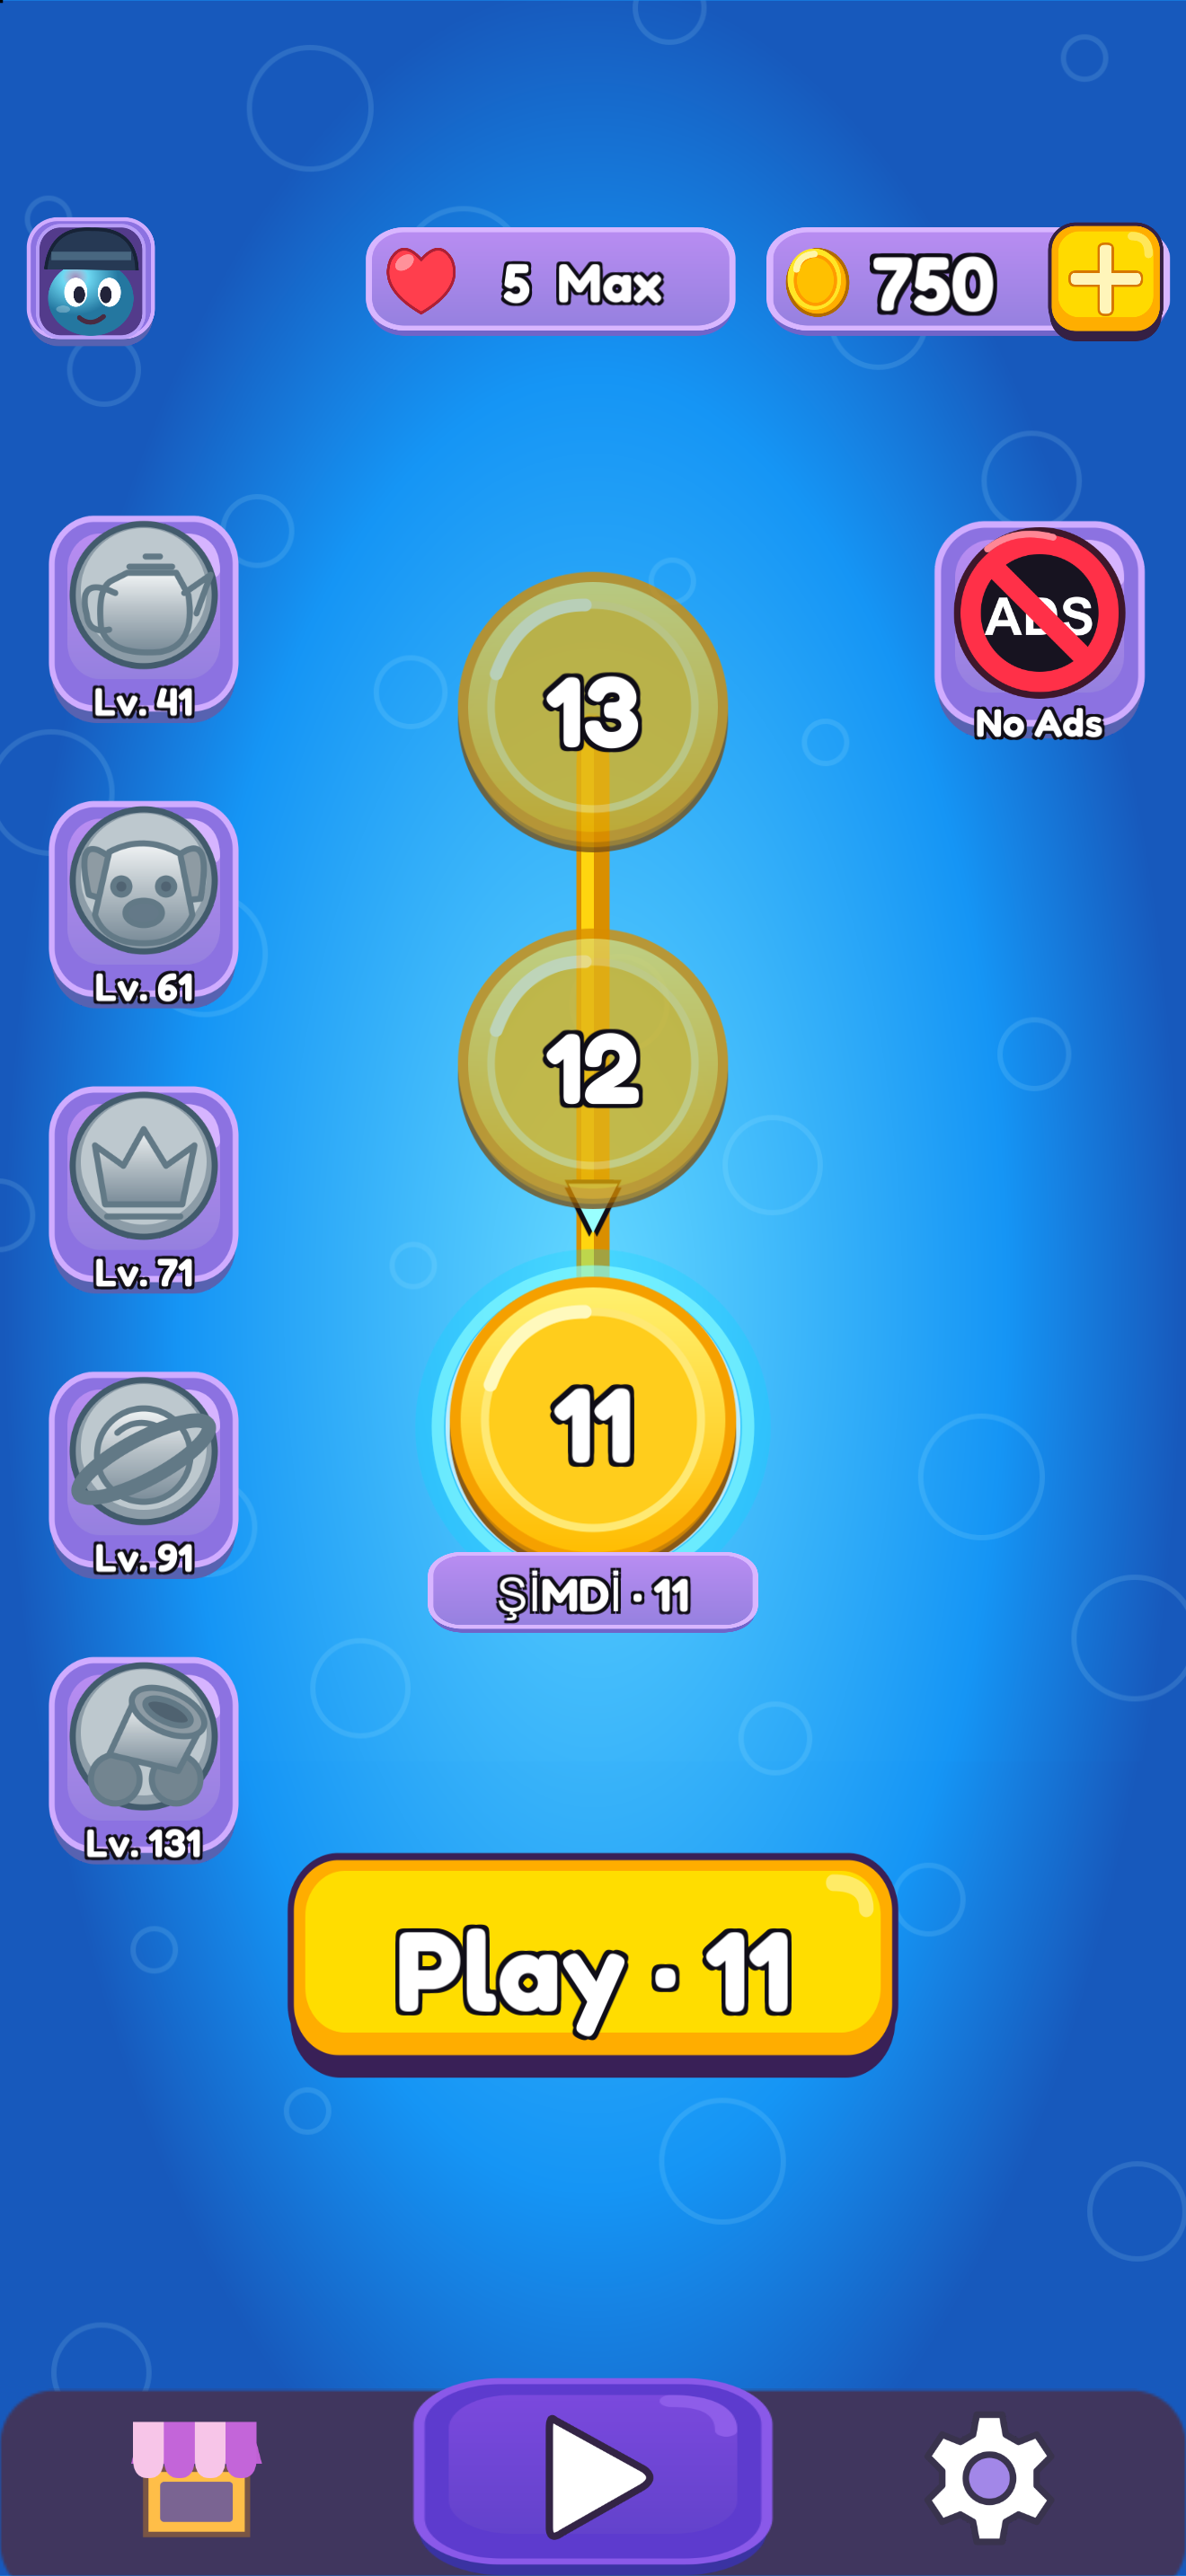 5 Max
750
Lv. 41
ADS
No Ads
13
Lv. 61
12
Lv. 71
11
Lv. 91
ŞİMDİ · 11
Lv. 131
Play · 11